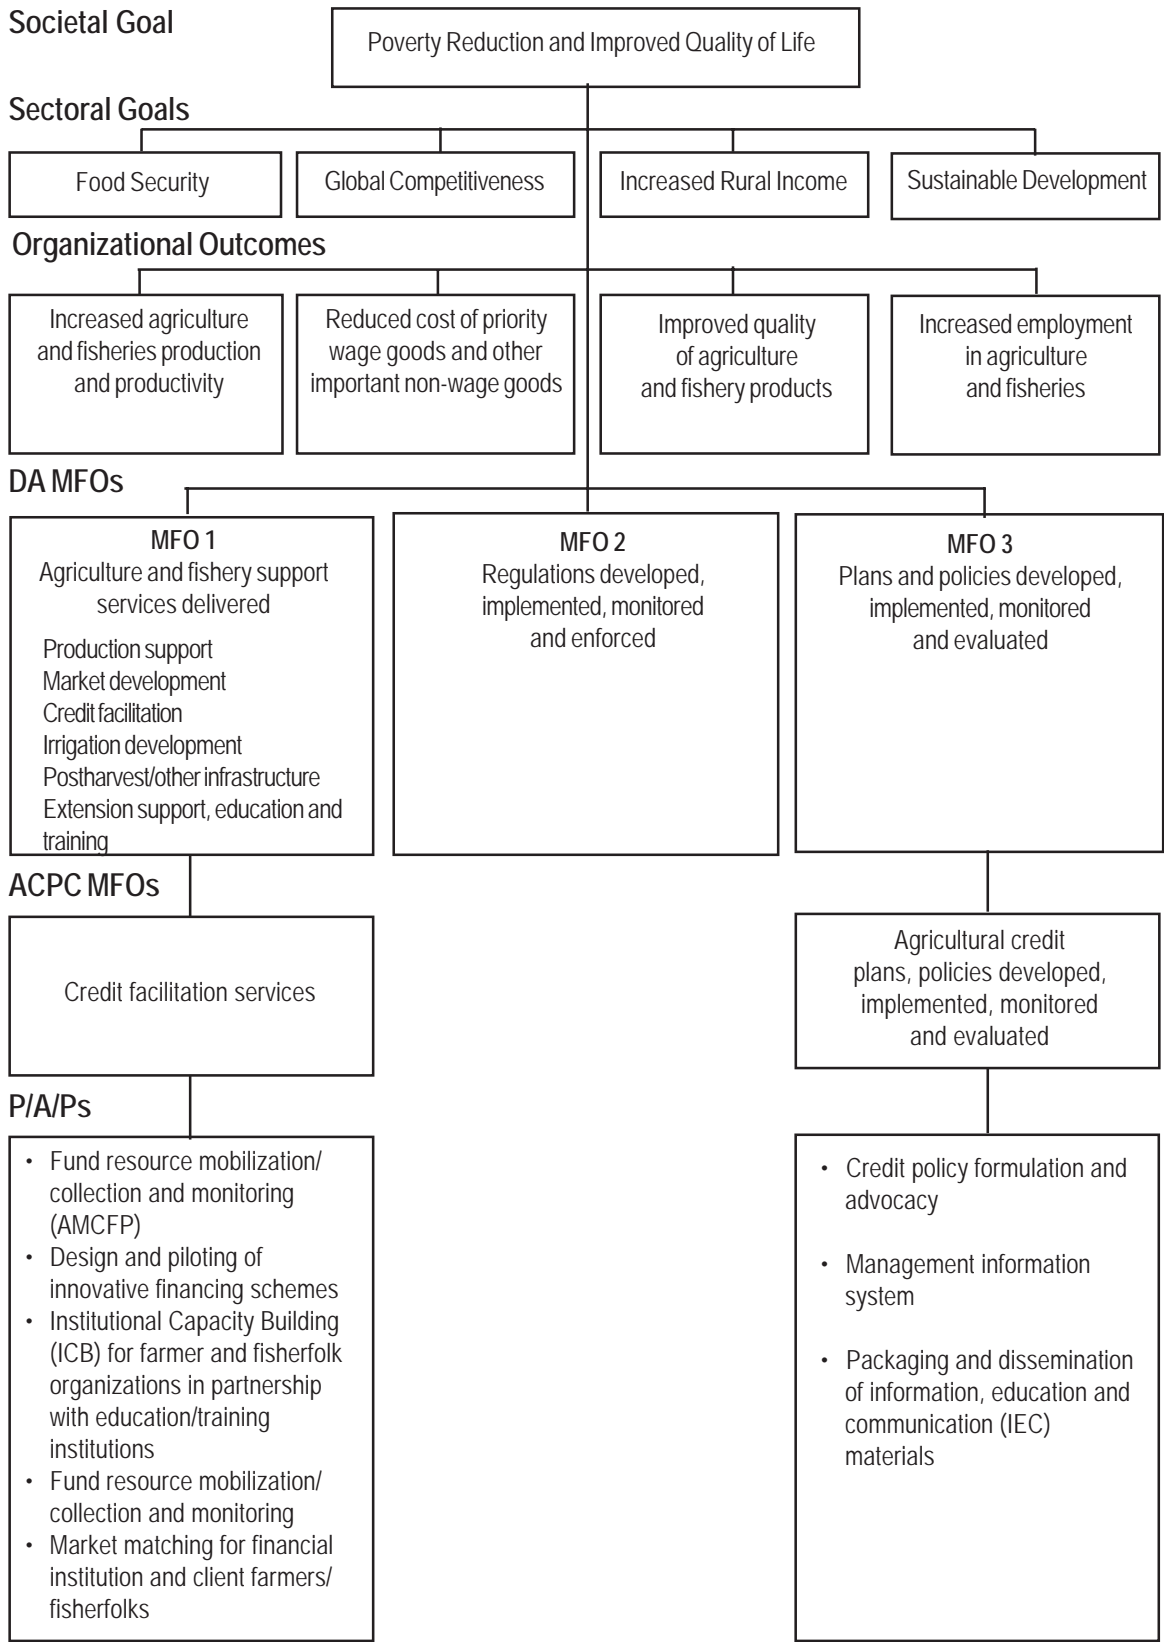 Societal Goal
Poverty Reduction and Improved Quality of Life
Sectoral Goals
Food Security
Global Competitiveness
Increased Rural Income
Sustainable Development
Organizational Outcomes
Increased agriculture
and fisheries production
and productivity
Reduced cost of priority
wage goods and other
important non-wage goods
Improved quality
of agriculture
and fishery products
Increased employment
in agriculture
and fisheries
DA MFOs
MFO 1
Agriculture and fishery support
services delivered
Production support
Market development
Credit facilitation
Irrigation development
Postharvest/other infrastructure
Extension support, education and
training
MFO 2
Regulations developed,
implemented, monitored
and enforced
MFO 3
Plans and policies developed,
implemented, monitored
and evaluated
ACPC MFOs
Credit facilitation services
Agricultural credit
plans, policies developed,
implemented, monitored
and evaluated
P/A/Ps
• Fund resource mobilization/
collection and monitoring
(AMCFP)
• Design and piloting of
innovative financing schemes
• Institutional Capacity Building
(ICB) for farmer and fisherfolk
organizations in partnership
with education/training
institutions
• Fund resource mobilization/
collection and monitoring
• Market matching for financial
institution and client farmers/
fisherfolks
• Credit policy formulation and
advocacy
• Management information
system
• Packaging and dissemination
of information, education and
communication (IEC)
materials